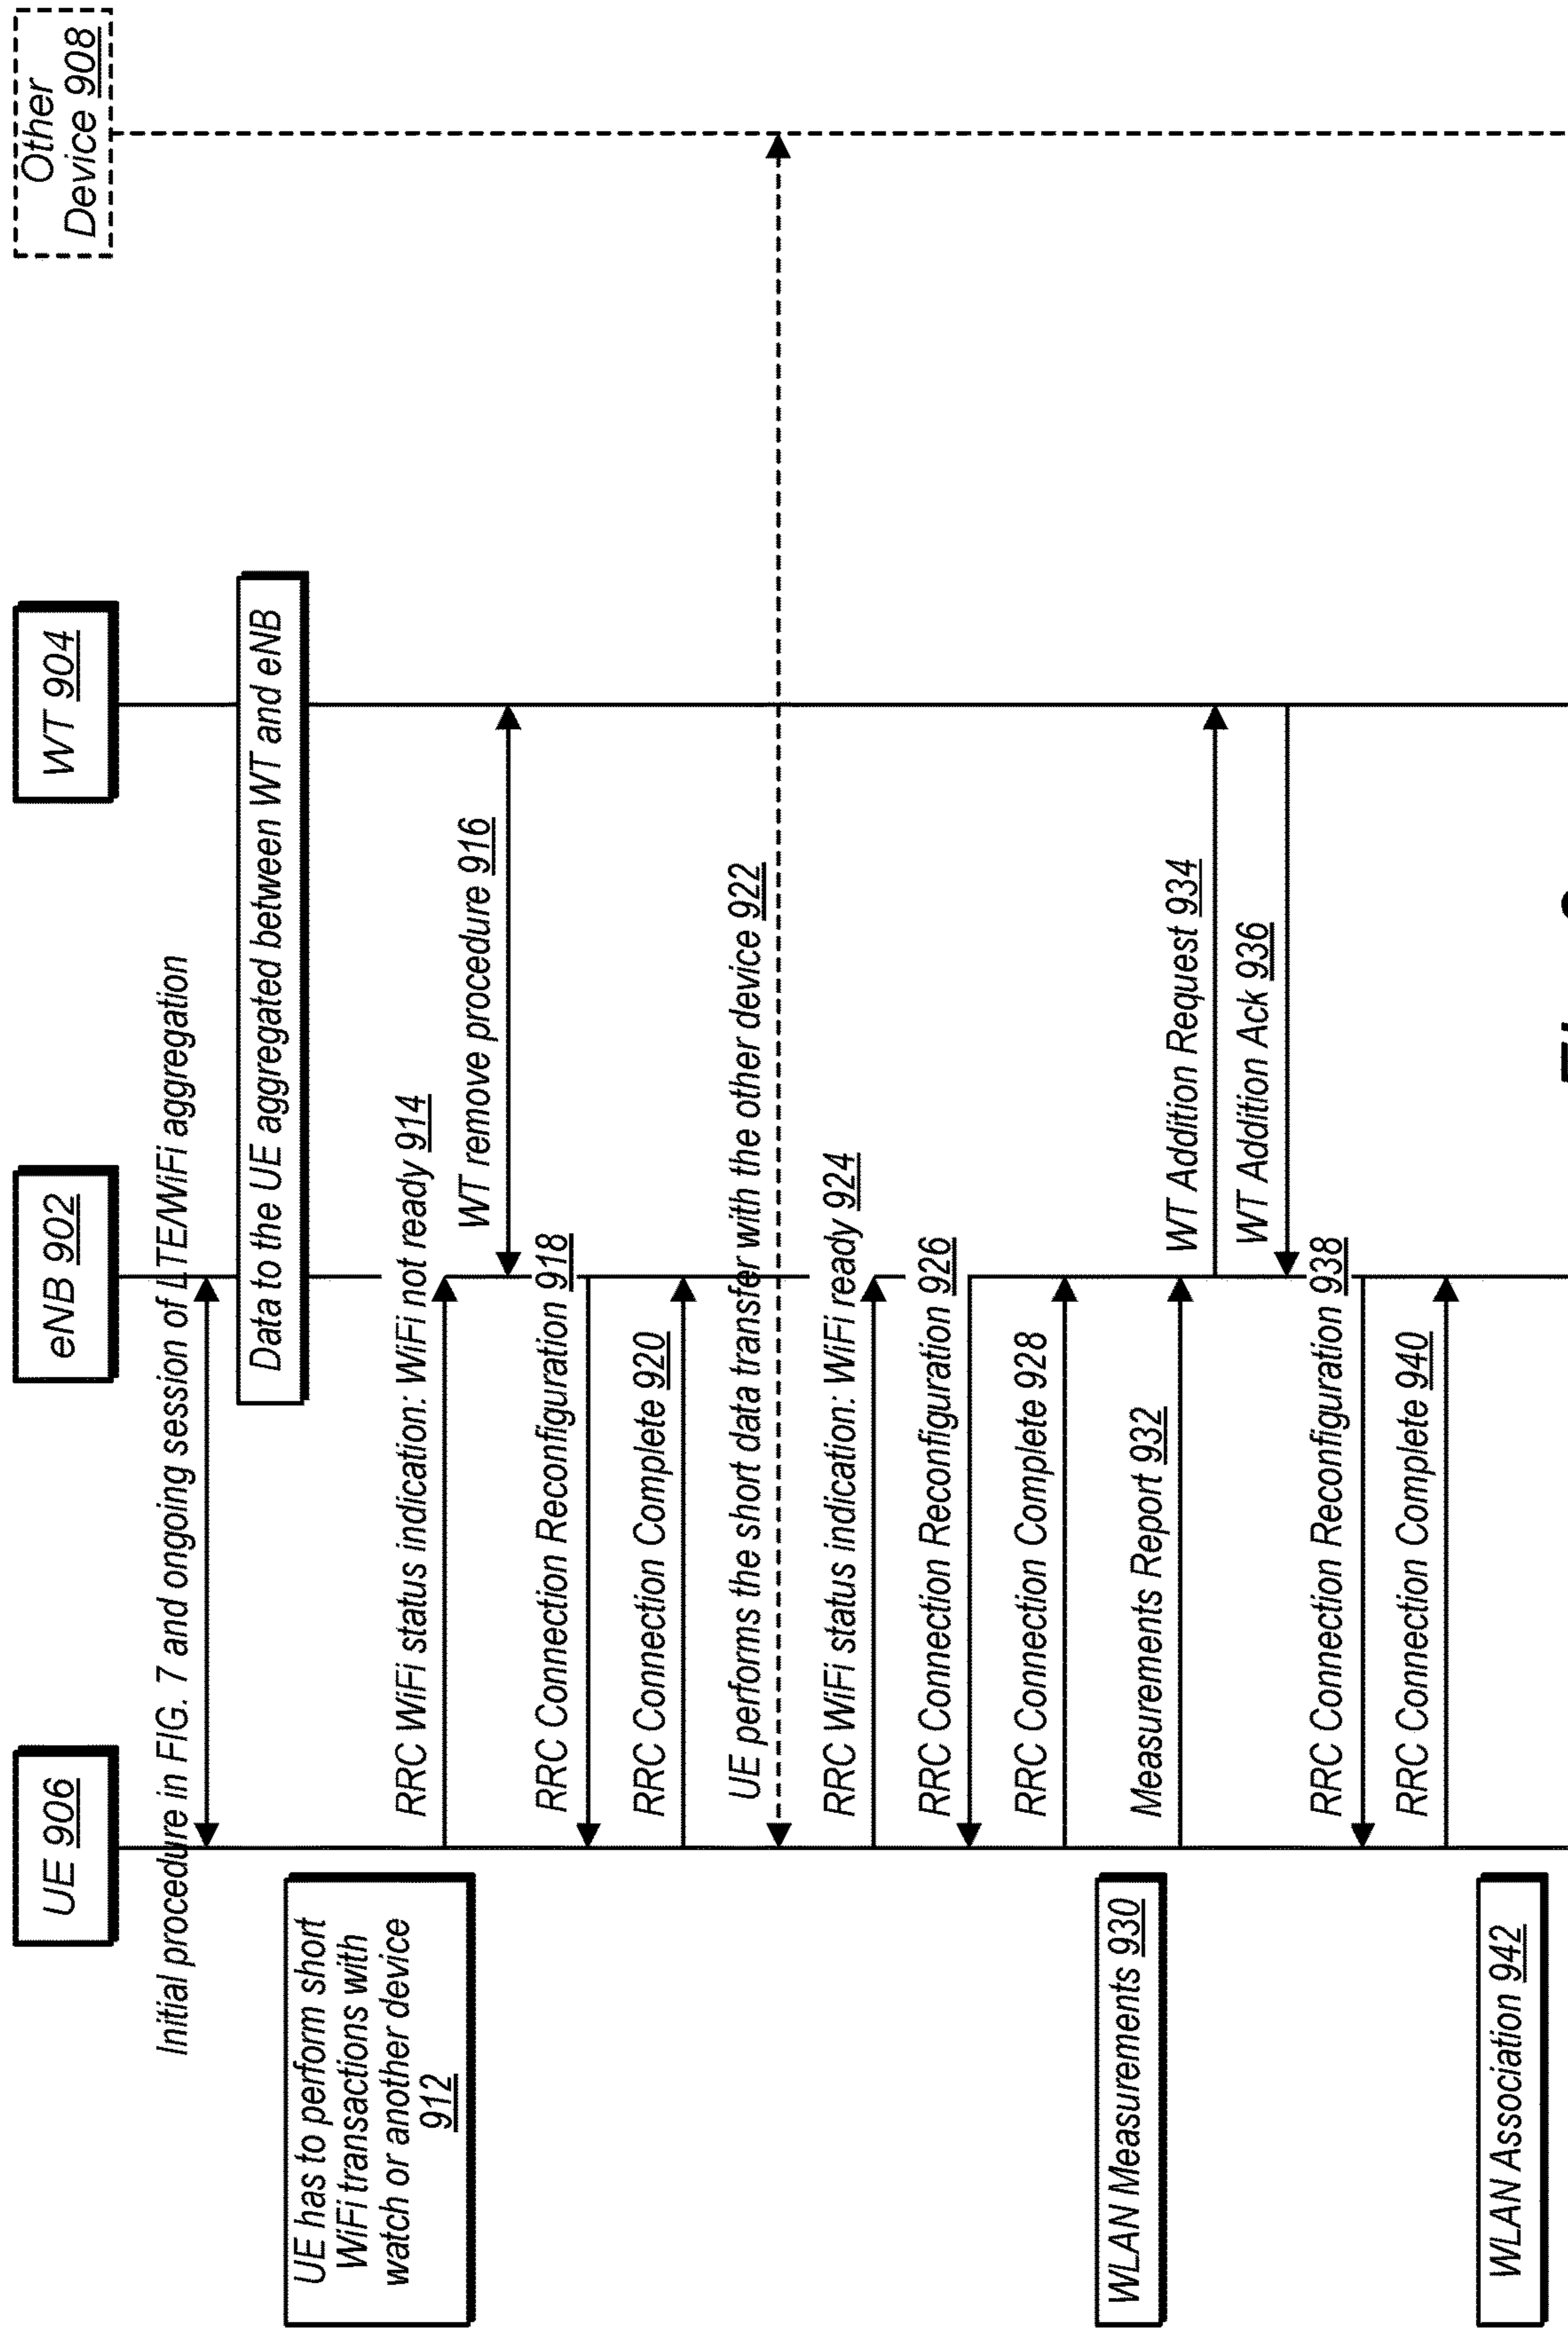 UE 906
eNB 902
WT 904
Other
Device 908
Initial procedure in FIG. 7 and ongoing session of LTE/WiFi aggregation
Data to the UE aggregated between WT and eNB
UE has to perform short
WiFi transactions with
watch or another device
912
RRC WiFi status indication: WiFi not ready 914
WT remove procedure 916
RRC Connection Reconfiguration 918
RRC Connection Complete 920
UE performs the short data transfer with the other device 922
RRC WiFi status indication: WiFi ready 924
RRC Connection Reconfiguration 926
RRC Connection Complete 928
WLAN Measurements 930
Measurements Report 932
WT Addition Request 934
WT Addition Ack 936
RRC Connection Reconfiguration 938
RRC Connection Complete 940
WLAN Association 942